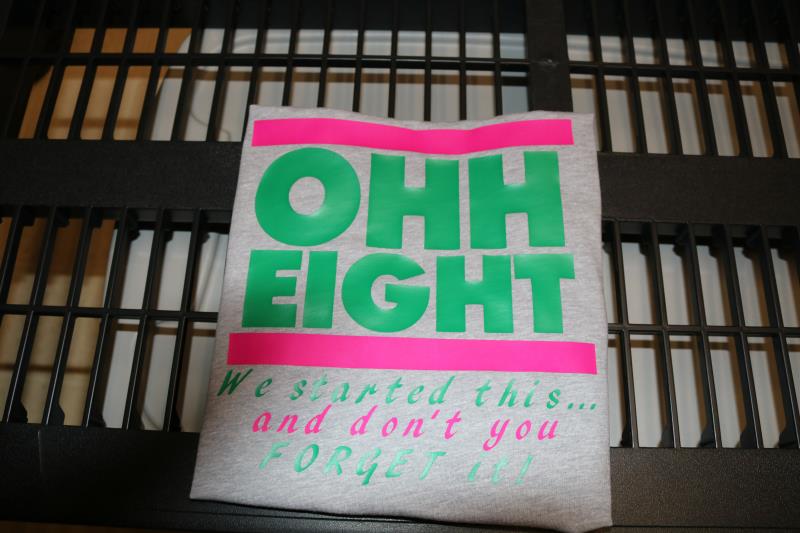 OHH
EIGHT
We started this...
and don't you
FORGET it!